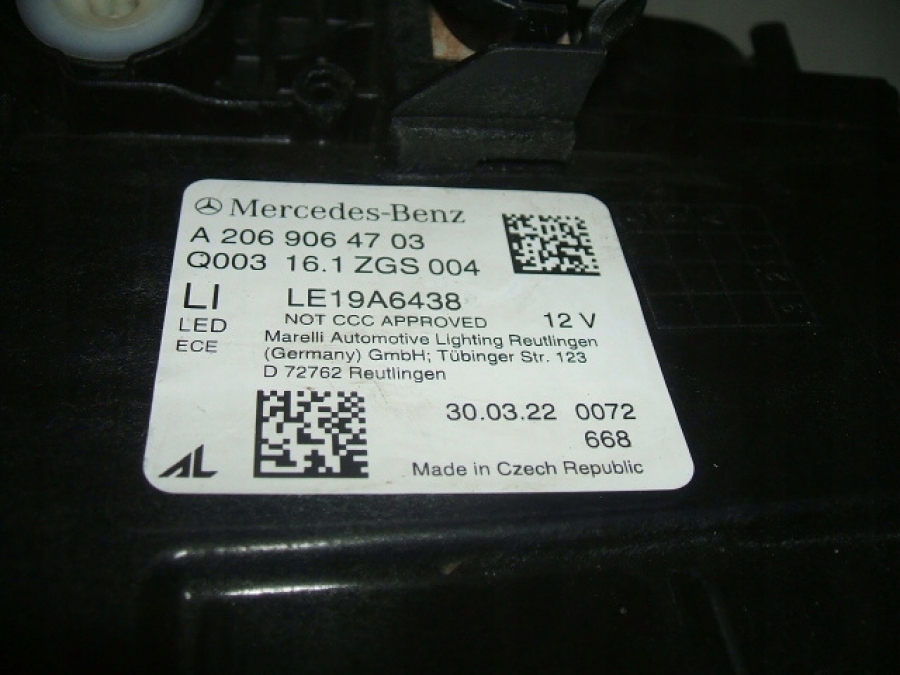 Mercedes-Benz
A 206 906 47 03
Q003 16.1 ZGS 004
LI LE19A6438
LED NOT CCC APPROVED 12 V
ECE Marelli Automotive Lighting Reutlingen
(Germany) GmbH; Tübinger Str. 123
D 72762 Reutlingen
30.03.22 0072
668
AL Made in Czech Republic